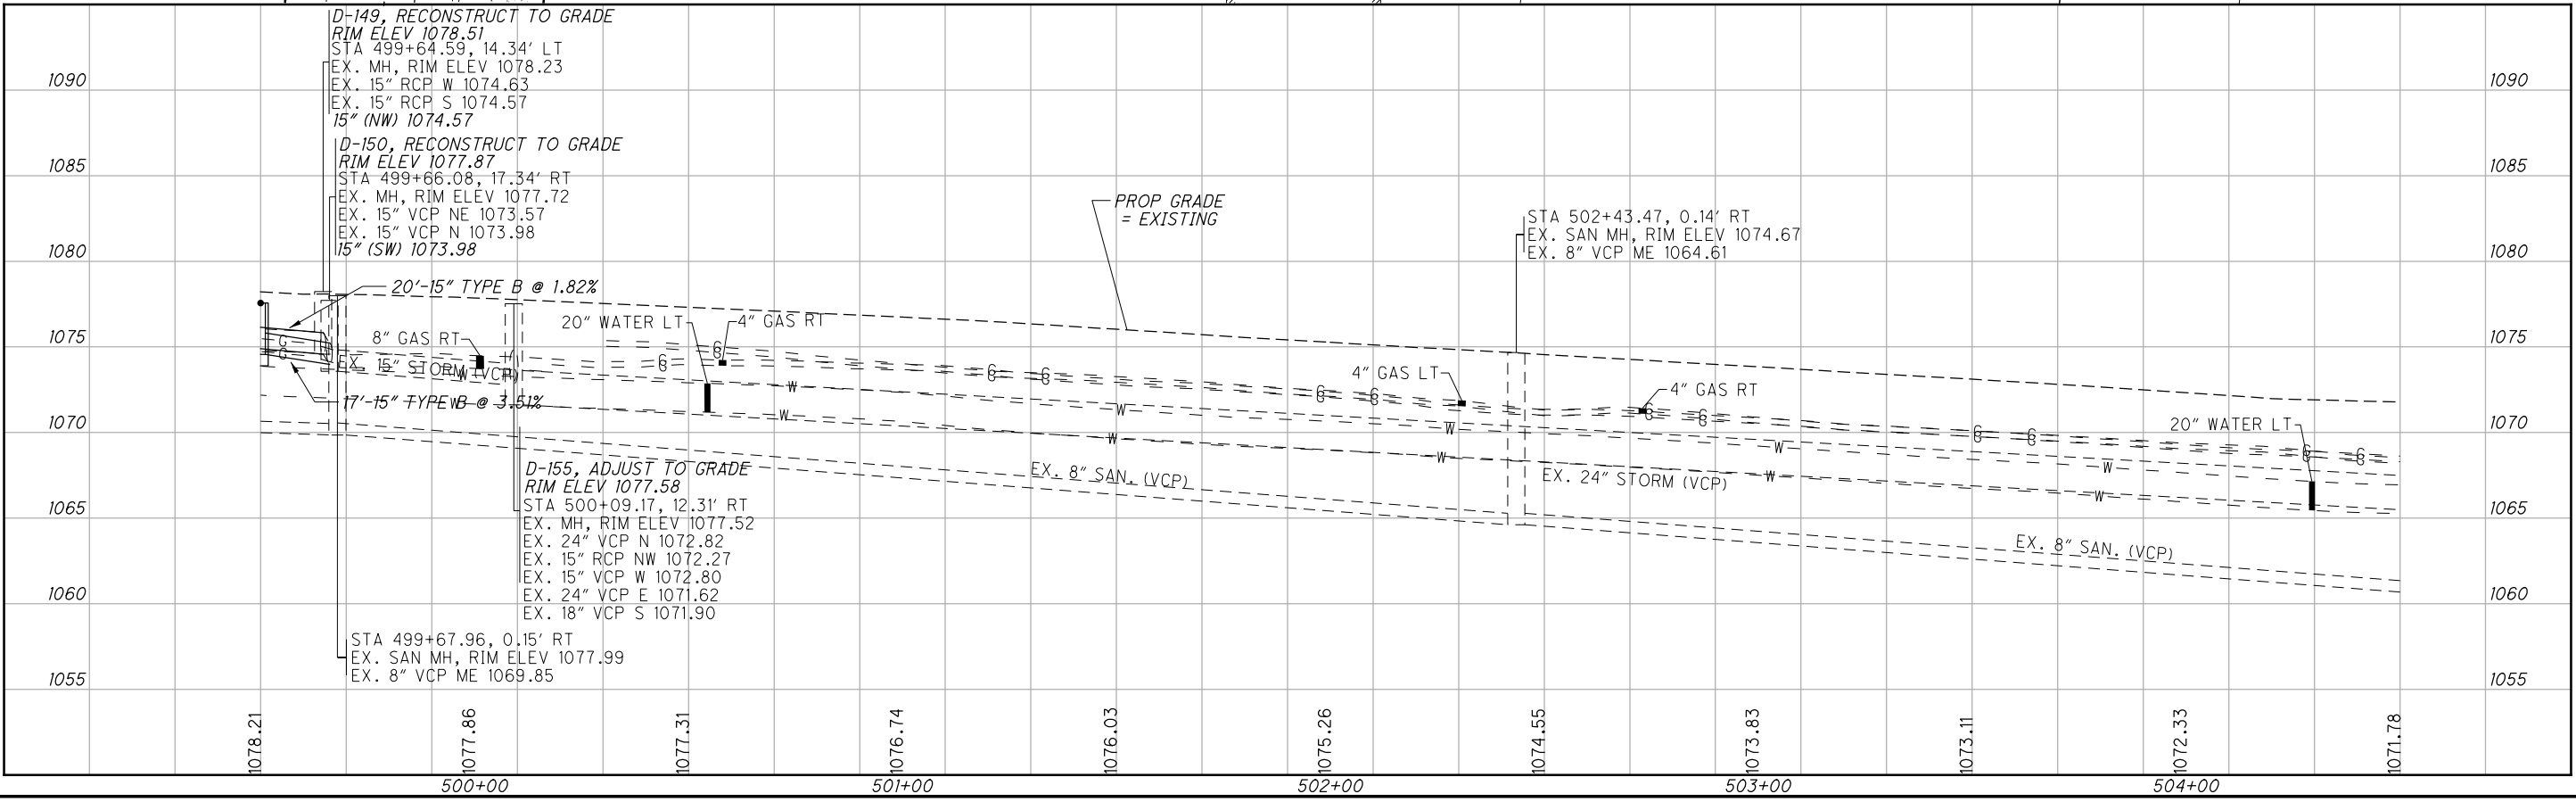 D-149, RECONSTRUCT TO GRADE
RIM ELEV 1078.51
STA 499+64.59, 14.34' LT
EX. MH, RIM ELEV 1078.23
EX. 15" RCP W 1074.63
EX. 15" RCP S 1074.57
15" (NW) 1074.57
D-150, RECONSTRUCT TO GRADE
RIM ELEV 1077.87
STA 499+66.08, 17.34' RT
EX. MH, RIM ELEV 1077.72
EX. 15" VCP NE 1073.57
EX. 15" VCP N 1073.98
15" (SW) 1073.98
1090
1085
1080
1075
1070
1065
1060
1055
1090
1085
1080
1075
1070
1065
1060
1055
PROP GRADE
= EXISTING
STA 502+43.47, 0.14' RT
EX. SAN MH, RIM ELEV 1074.67
EX. 8" VCP ME 1064.61
20'-15" TYPE B @ 1.82%
8" GAS RT
20" WATER LT
4" GAS RT
EX. 15" STORM (VCP)
17'-15" TYPE B @ 3.51%
4" GAS LT
4" GAS RT
20" WATER LT
G
G
W
W
G
G
G
G
W
W
G
G
G
G
W
W
G
G
G
G
W
W
G
G
G
G
W
W
G
G
G
G
W
W
G
G
G
G
D-155, ADJUST TO GRADE
RIM ELEV 1077.58
STA 500+09.17, 12.31' RT
EX. MH, RIM ELEV 1077.52
EX. 24" VCP N 1072.82
EX. 15" RCP NW 1072.27
EX. 15" VCP W 1072.80
EX. 24" VCP E 1071.62
EX. 18" VCP S 1071.90
EX. 8" SAN. (VCP)
EX. 24" STORM (VCP)
EX. 8" SAN. (VCP)
STA 499+67.96, 0.15' RT
EX. SAN MH, RIM ELEV 1077.99
EX. 8" VCP ME 1069.85
1078.21
1077.86
1077.31
1076.74
1076.03
1075.26
1074.55
1073.83
1073.11
1072.33
1071.78
500+00
501+00
502+00
503+00
504+00